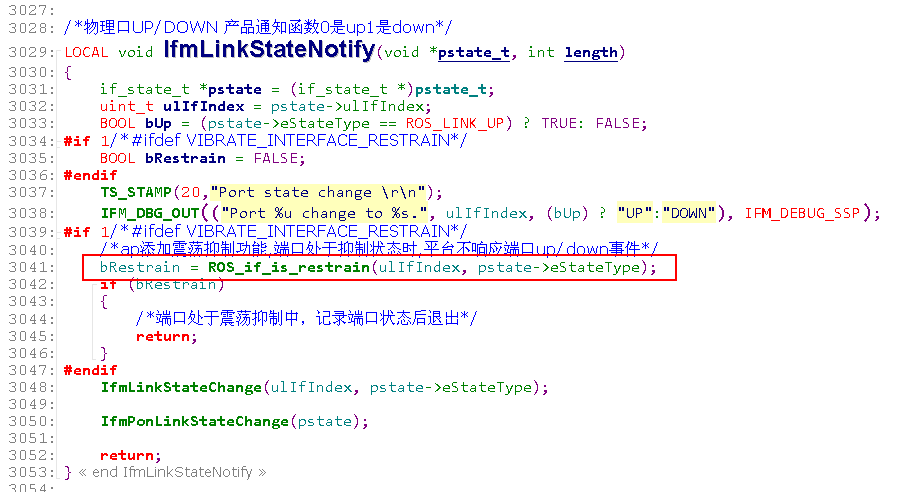 3027:
3028: /*物理口UP/DOWN 产品通知函数0是up1是down*/
3029: LOCAL void IfmLinkStateNotify(void *pstate_t, int length)
3030: {
3031:     if_state_t *pstate = (if_state_t *)pstate_t;
3032:     uint_t ulIfIndex = pstate->ulIfIndex;
3033:     BOOL bUp = (pstate->eStateType == ROS_LINK_UP) ? TRUE: FALSE;
3034: #if 1/*#ifdef VIBRATE_INTERFACE_RESTRAIN*/
3035:     BOOL bRestrain = FALSE;
3036: #endif
3037:     TS_STAMP(20,"Port state change \r\n");
3038:     IFM_DBG_OUT(("Port %u change to %s.", ulIfIndex, (bUp) ? "UP":"DOWN"), IFM_DEBUG_SSP);
3039: #if 1/*#ifdef VIBRATE_INTERFACE_RESTRAIN*/
3040:     /*ap添加震荡抑制功能,端口处于抑制状态时,平台不响应端口up/down事件*/
3041:     bRestrain = ROS_if_is_restrain(ulIfIndex, pstate->eStateType);
3042:     if (bRestrain)
3043:     {
3044:         /*端口处于震荡抑制中，记录端口状态后退出*/
3045:         return;
3046:     }
3047: #endif
3048:     IfmLinkStateChange(ulIfIndex, pstate->eStateType);
3049:
3050:     IfmPonLinkStateChange(pstate);
3051:
3052:     return;
3053: } « end IfmLinkStateNotify »
3054: